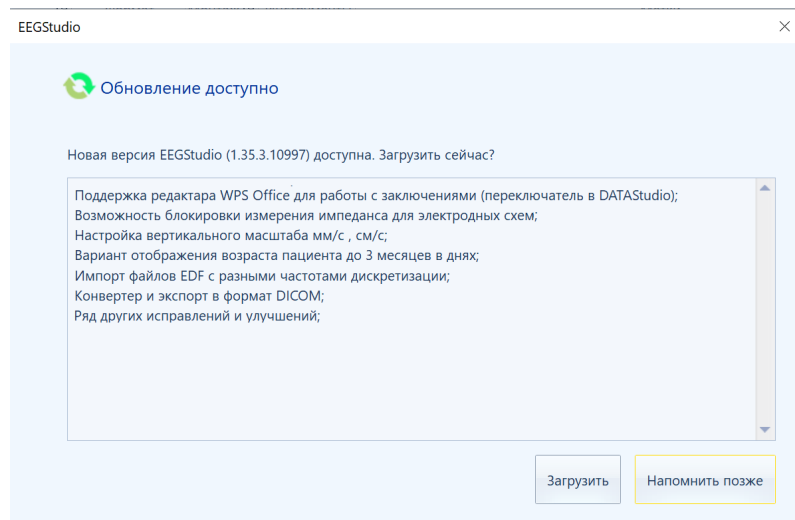 EEGStudio
Обновление доступно
Новая версия EEGStudio (1.35.3.10997) доступна. Загрузить сейчас?
Поддержка редактара WPS Office для работы с заключениями (переключатель в DATAStudio);
Возможность блокировки измерения импеданса для электродных схем;
Настройка вертикального масштаба мм/с , см/с;
Вариант отображения возраста пациента до 3 месяцев в днях;
Импорт файлов EDF с разными частотами дискретизации;
Конвертер и экспорт в формат DICOM;
Ряд других исправлений и улучшений;
Загрузить
Напомнить позже